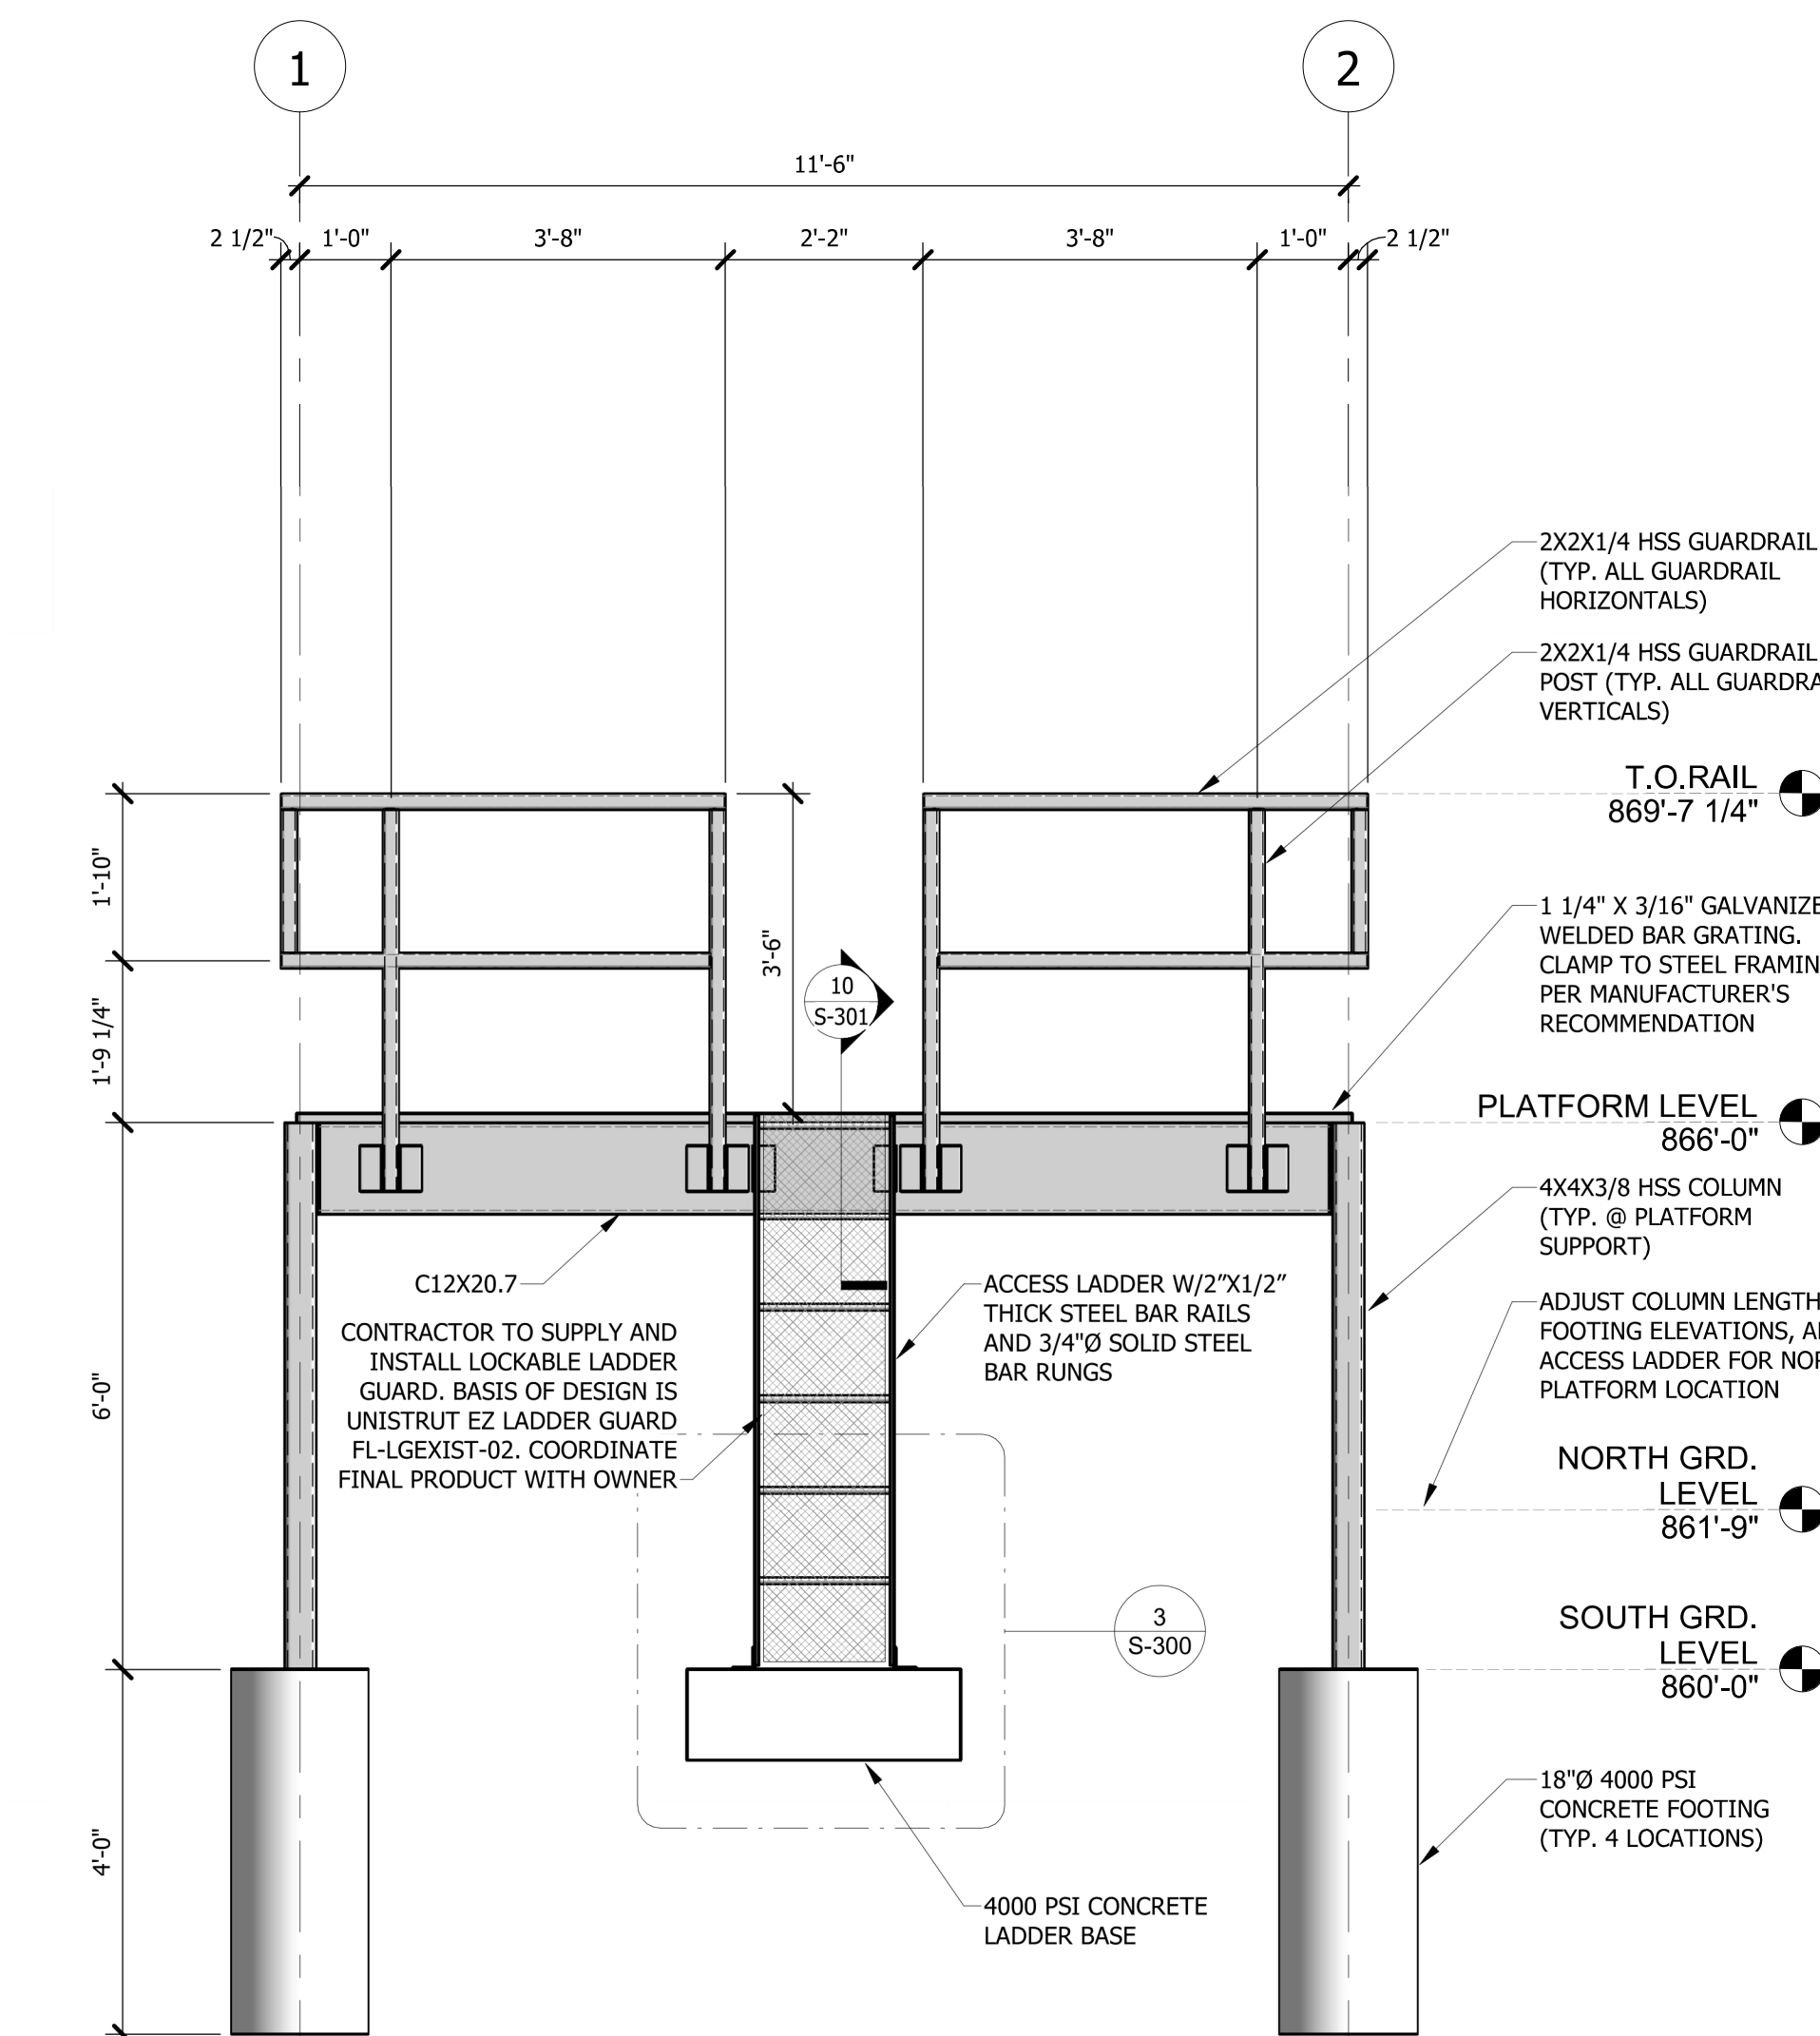 1
2
11'-6"
2 1/2"
1'-0"
3'-8"
2'-2"
3'-8"
1'-0"
2 1/2"
2X2X1/4 HSS GUARDRAIL
(TYP. ALL GUARDRAIL
HORIZONTALS)
2X2X1/4 HSS GUARDRAIL
POST (TYP. ALL GUARDRA
VERTICALS)
T.O.RAIL
869'-7 1/4"
1'-10"
3'-6"
1'-9 1/4"
10
S-301
1 1/4" X 3/16" GALVANIZE
WELDED BAR GRATING.
CLAMP TO STEEL FRAMIN
PER MANUFACTURER'S
RECOMMENDATION
PLATFORM LEVEL
866'-0"
4X4X3/8 HSS COLUMN
(TYP. @ PLATFORM
SUPPORT)
C12X20.7
CONTRACTOR TO SUPPLY AND
INSTALL LOCKABLE LADDER
GUARD. BASIS OF DESIGN IS
UNISTRUT EZ LADDER GUARD
FL-LGEXIST-02. COORDINATE
FINAL PRODUCT WITH OWNER
ACCESS LADDER W/2"X1/2"
THICK STEEL BAR RAILS
AND 3/4"Ø SOLID STEEL
BAR RUNGS
ADJUST COLUMN LENGTH
FOOTING ELEVATIONS, A
ACCESS LADDER FOR NOR
PLATFORM LOCATION
6'-0"
NORTH GRD.
LEVEL
861'-9"
3
S-300
SOUTH GRD.
LEVEL
860'-0"
4'-0"
18"Ø 4000 PSI
CONCRETE FOOTING
(TYP. 4 LOCATIONS)
4000 PSI CONCRETE
LADDER BASE